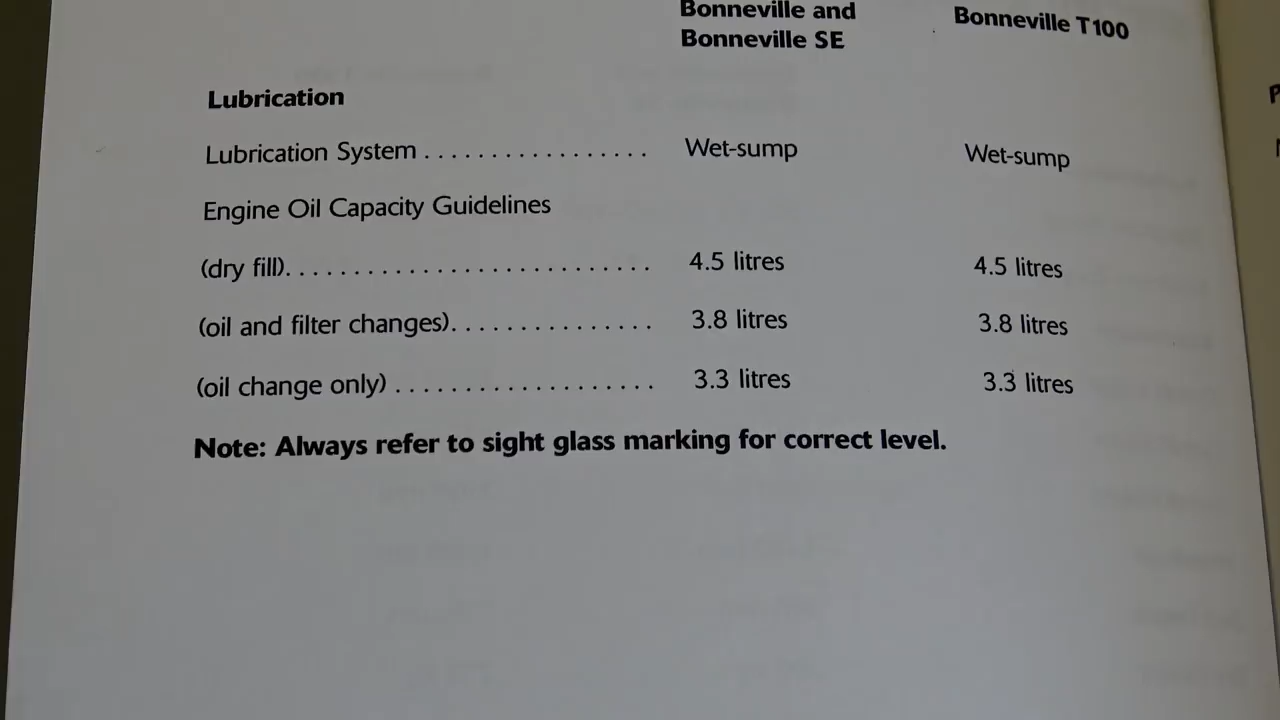 Bonneville and Bonneville T100
Bonneville SE
Lubrication
Lubrication System . . . . . . . . . . . . . . . . . Wet-sump Wet-sump
Engine Oil Capacity Guidelines
(dry fill). . . . . . . . . . . . . . . . . . . . . . . . . . . 4.5 litres 4.5 litres
(oil and filter changes). . . . . . . . . . . . . . . 3.8 litres 3.8 litres
(oil change only) . . . . . . . . . . . . . . . . . . . . 3.3 litres 3.3 litres
Note: Always refer to sight glass marking for correct level.